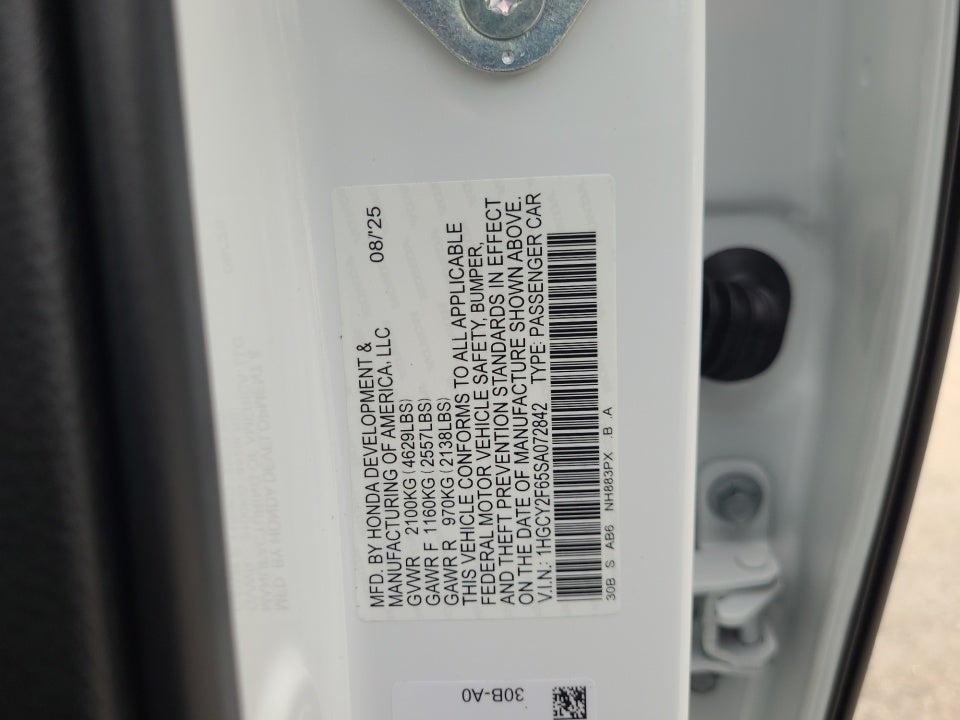 MFD. BY HONDA DEVELOPMENT & 08/'25
MANUFACTURING OF AMERICA, LLC
GVWR 2100KG(4629LBS)
GAWR F 1160KG(2557LBS)
GAWR R 970KG(2138LBS)
THIS VEHICLE CONFORMS TO ALL APPLICABLE
FEDERAL MOTOR VEHICLE SAFETY, BUMPER,
AND THEFT PREVENTION STANDARDS IN EFFECT
ON THE DATE OF MANUFACTURE SHOWN ABOVE.
V.I.N.: 1HGCY2F65SA072842 TYPE: PASSENGER CAR
30B S AB6 NH883PX B A
30B-A0